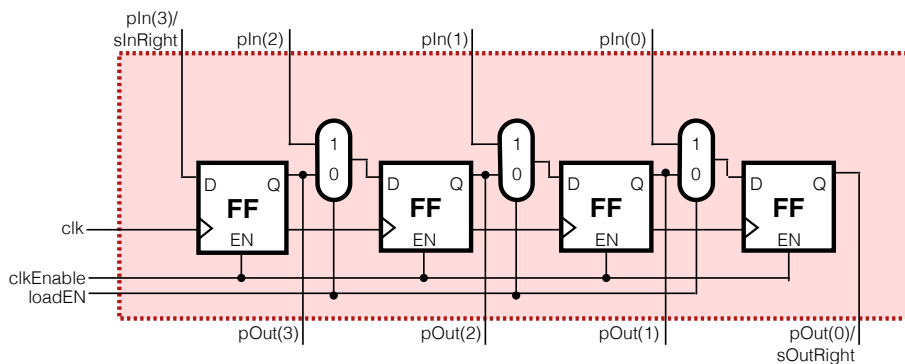 pIn(3)/
sInRight
pIn(2)
pIn(1)
pIn(0)
1
0
1
0
1
0
D Q
FF
EN
D Q
FF
EN
D Q
FF
EN
D Q
FF
EN
clk
clkEnable
loadEN
pOut(3)
pOut(2)
pOut(1)
pOut(0)/
sOutRight